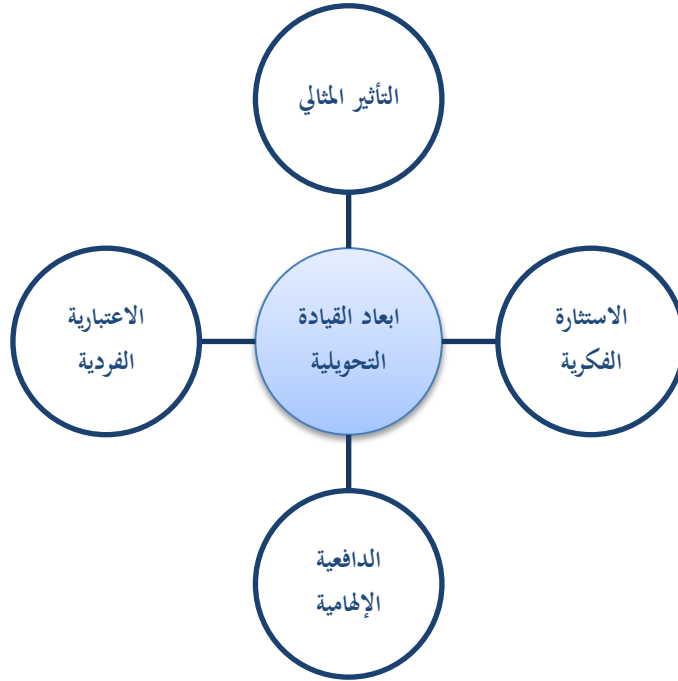 التأثير المثالي
الاستثارة
الفكرية
ابعاد القيادة
التحويلية
الاعتبارية
الفردية
الدافعية
الإلهامية